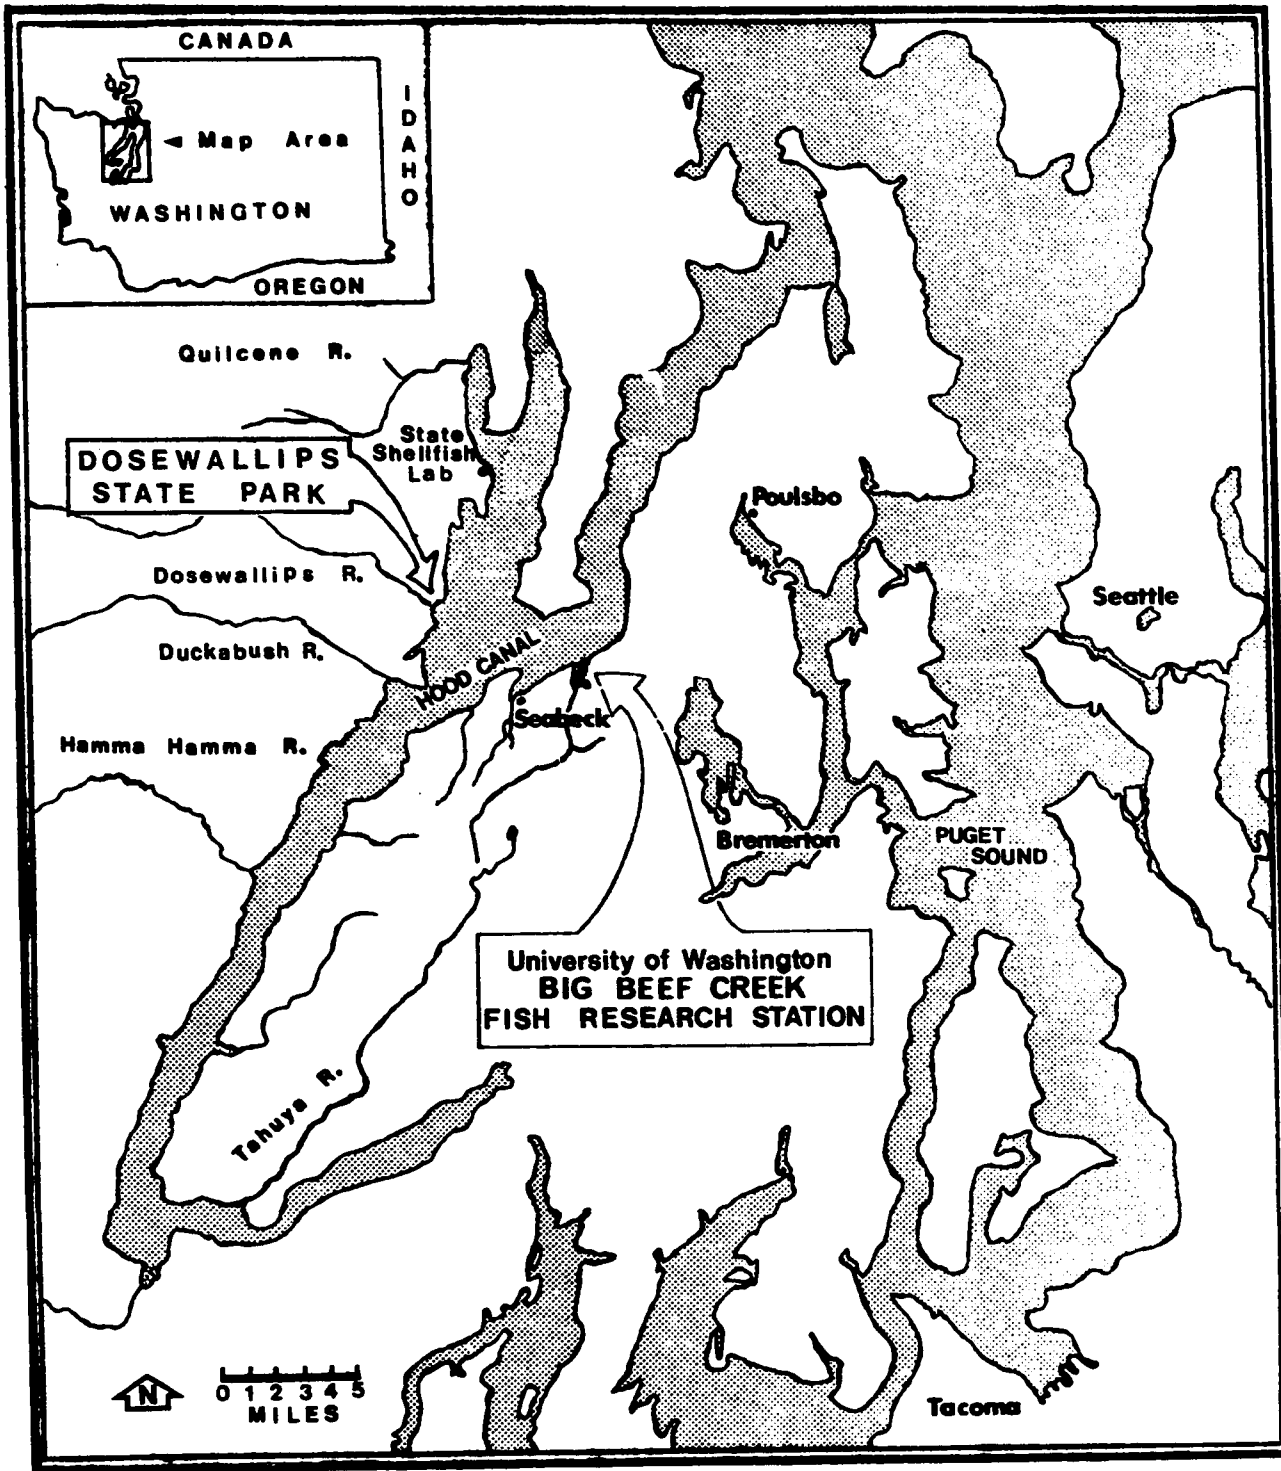 CANADA
IDAHO
Map Area
WASHINGTON
OREGON
Quilcene R.
State
Shellfish
Lab
DOSEWALLIPS
STATE PARK
Poulsbo
Dosewallips R.
Seattle
Duckabush R.
HOOD CANAL
Seabeck
Hamma Hamma R.
Bremerton
PUGET
SOUND
University of Washington
BIG BEEF CREEK
FISH RESEARCH STATION
Tahuya R.
N
0 1 2 3 4 5
MILES
Tacoma